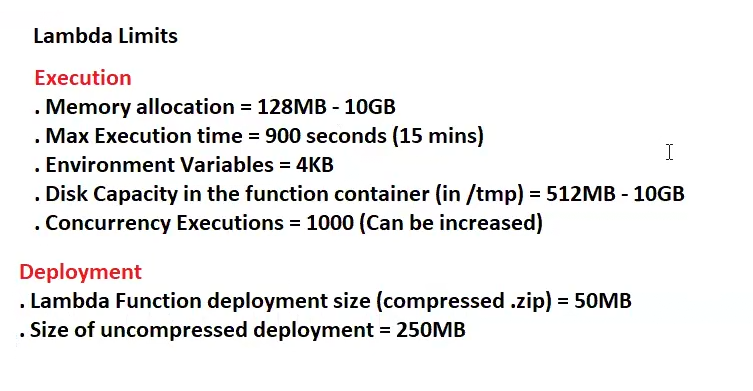 Lambda Limits
Execution
. Memory allocation = 128MB - 10GB
. Max Execution time = 900 seconds (15 mins)
. Environment Variables = 4KB
. Disk Capacity in the function container (in /tmp) = 512MB - 10GB
. Concurrency Executions = 1000 (Can be increased)
Deployment
. Lambda Function deployment size (compressed .zip) = 50MB
. Size of uncompressed deployment = 250MB